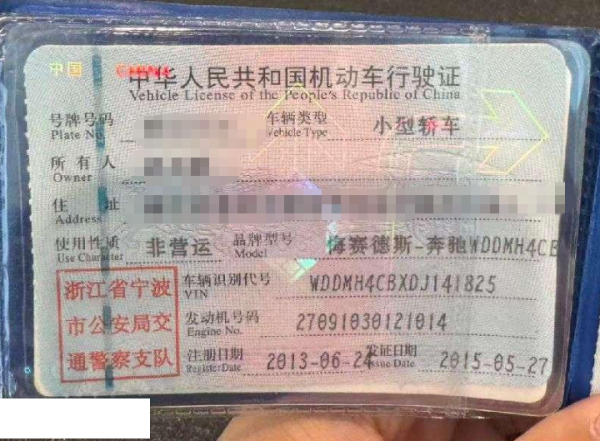 中国 CHINA
中华人民共和国机动车行驶证
Vehicle License of the People's Republic of China
号牌号码 车辆类型 小型轿车
Plate No. Vehicle Type
所有人
Owner
住址
Address
使用性质 非营运 品牌型号 梅赛德斯-奔驰WDDMH4CB
Use Character Model
浙江省宁波
市公安局交
通警察支队
车辆识别代号 WDDMH4CBXDJ141825
VIN
发动机号码 27091030121014
Engine No.
注册日期 2013-06-24 发证日期 2015-05-27
Register Date Issue Date